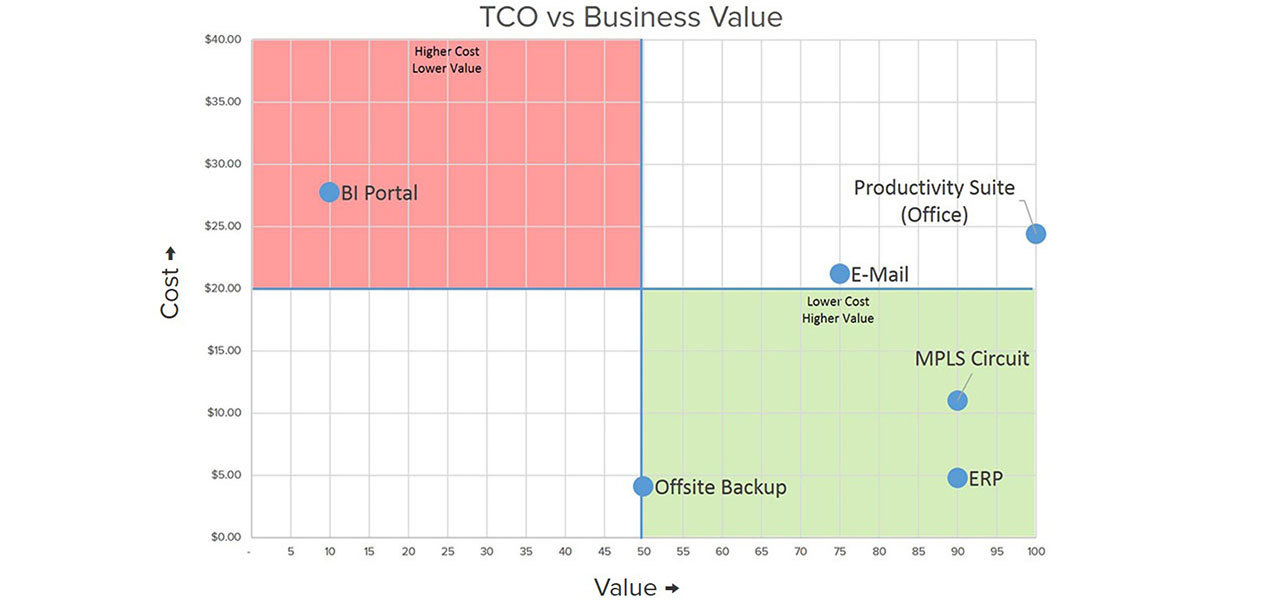 TCO vs Business Value
$40.00
Higher Cost
Lower Value
$35.00
$30.00
BI Portal
Productivity Suite
(Office)
$25.00
E-Mail
$20.00
Lower Cost
Higher Value
$15.00
MPLS Circuit
$10.00
$5.00
ERP
Offsite Backup
$0.00
Cost →
- 5 10 15 20 25 30 35 40 45 50 55 60 65 70 75 80 85 90 95 100
Value →